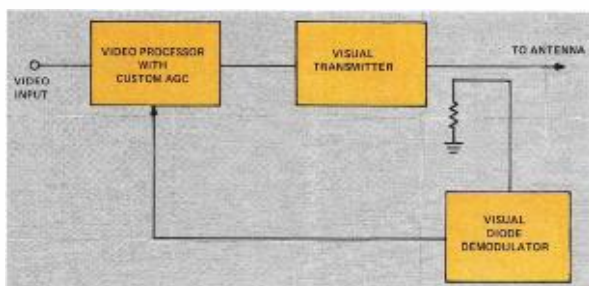 VIDEO
INPUT
VIDEO PROCESSOR
WITH
CUSTOM AGC
VISUAL
TRANSMITTER
TO ANTENNA
VISUAL
DIODE
DEMODULATOR